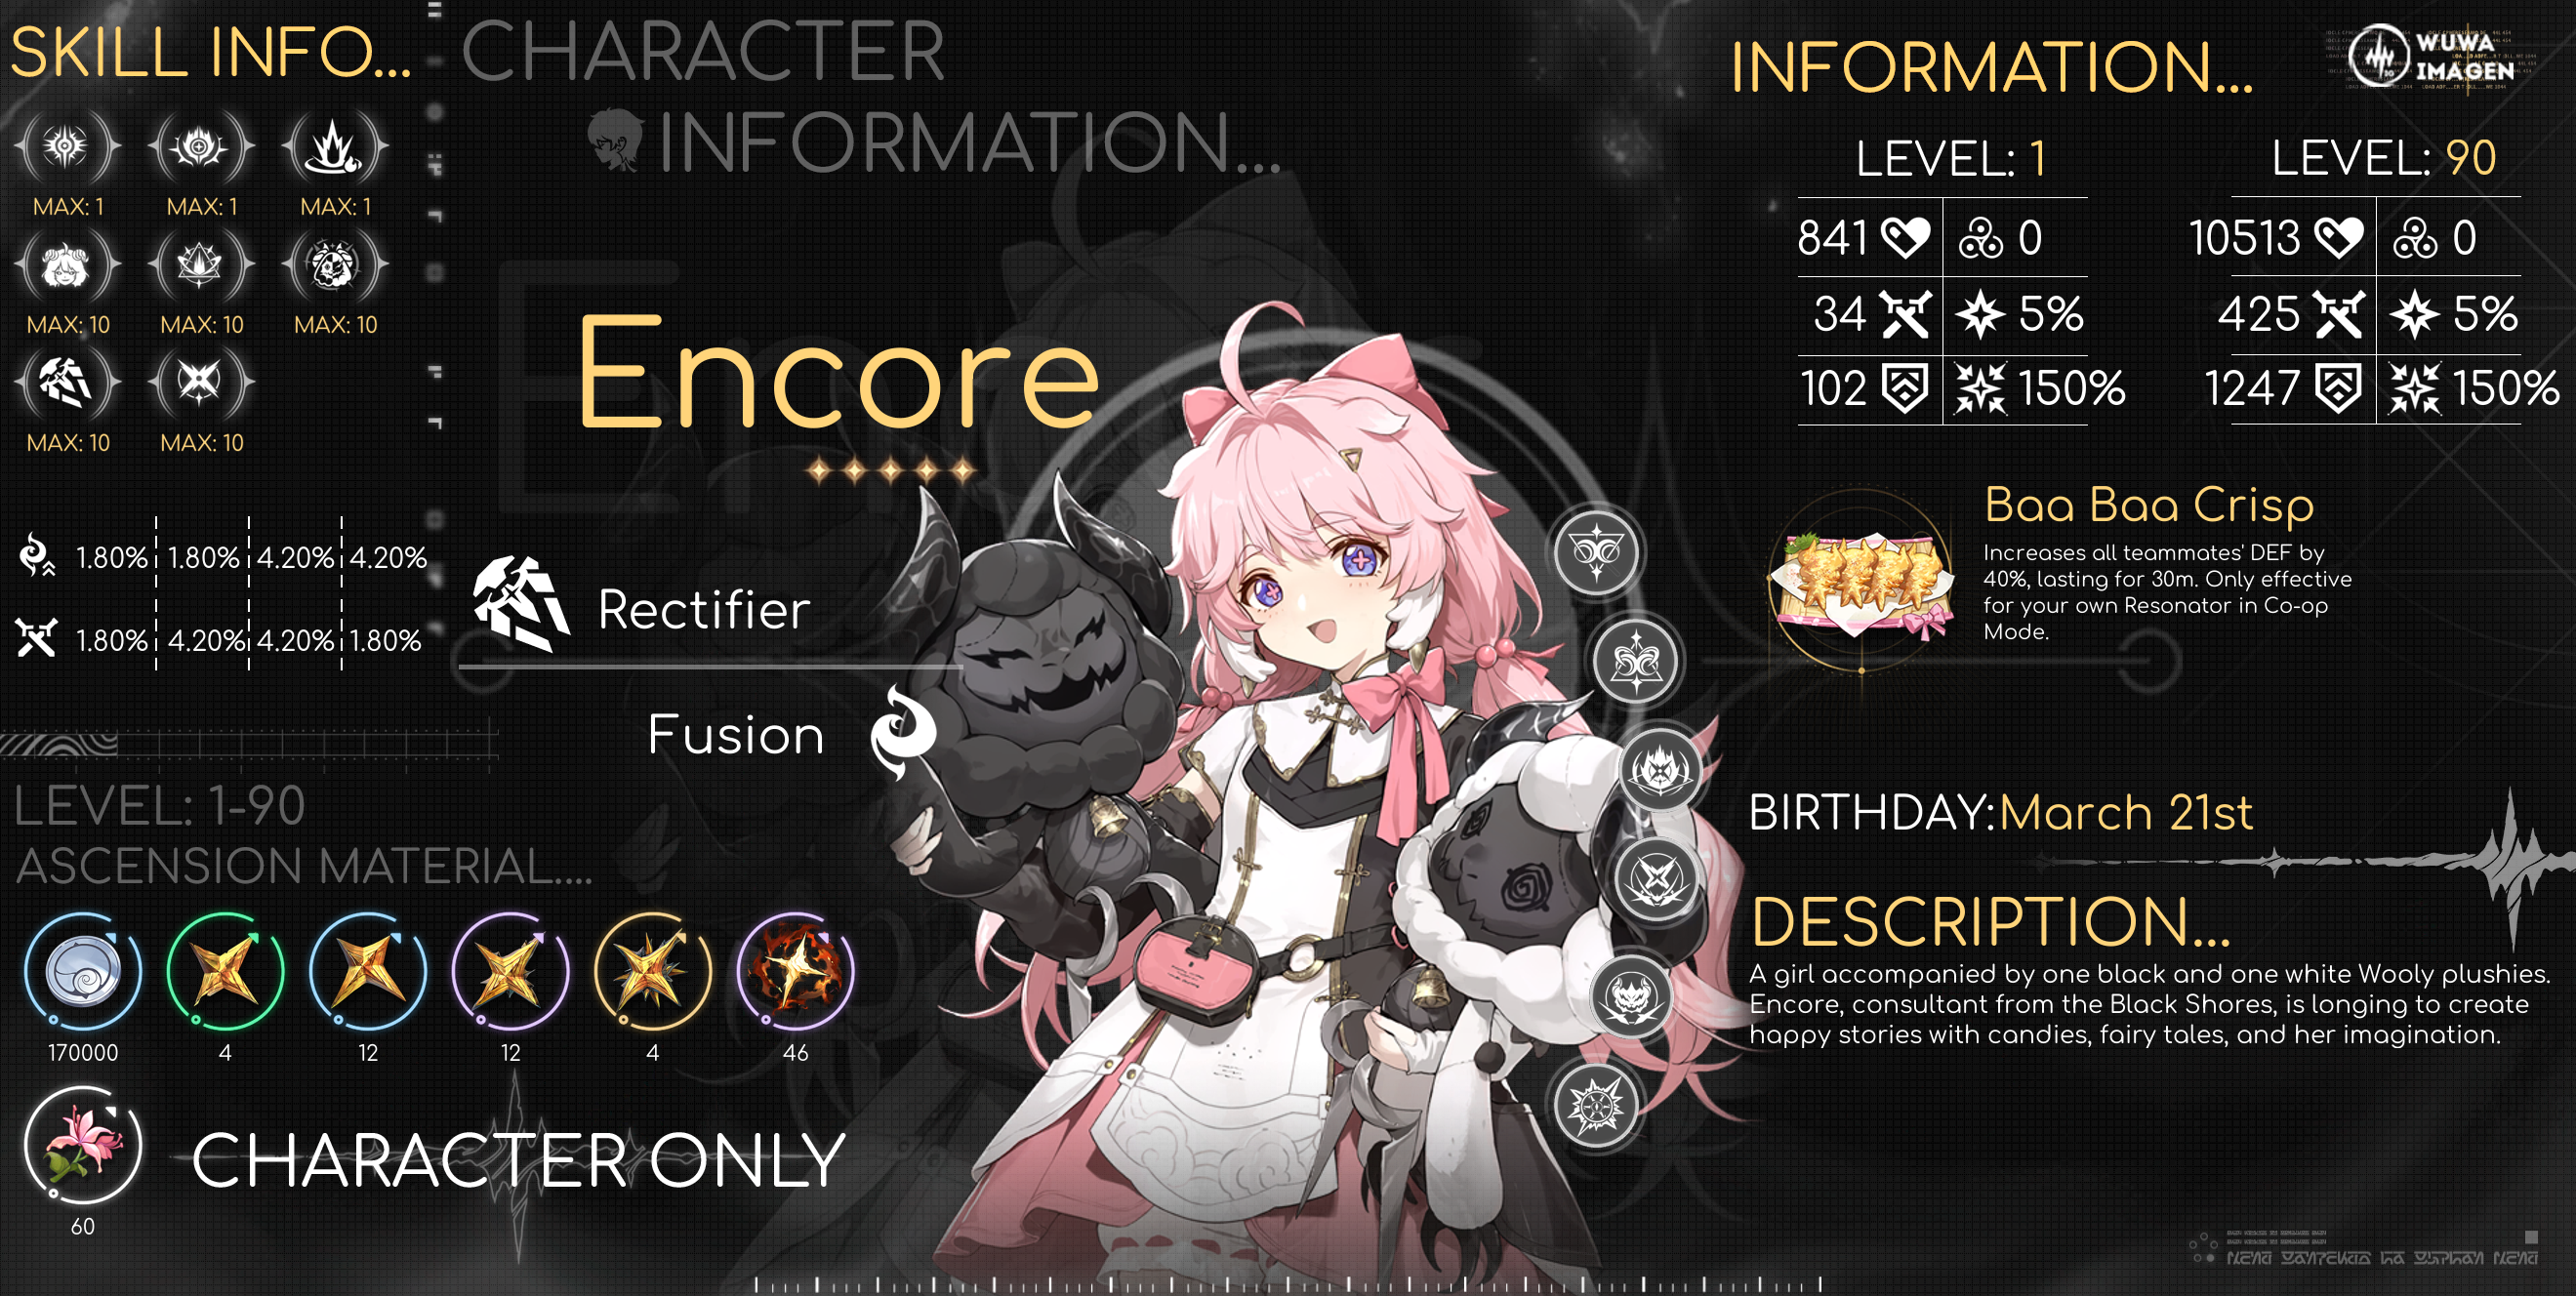 SKILL INFO...
MAX: 1
MAX: 1
MAX: 1
MAX: 10
MAX: 10
MAX: 10
MAX: 10
MAX: 10
1.80%
1.80%
4.20%
4.20%
1.80%
4.20%
4.20%
1.80%
LEVEL: 1-90
ASCENSION MATERIAL....
170000
4
12
12
4
46
60
CHARACTER ONLY
CHARACTER
INFORMATION...
Encore
Rectifier
Fusion
INFORMATION...
WUWA
IMAGEN
LEVEL: 1
841
0
34
5%
102
150%
LEVEL: 90
10513
0
425
5%
1247
150%
Baa Baa Crisp
Increases all teammates' DEF by
40%, lasting for 30m. Only effective
for your own Resonator in Co-op
Mode.
BIRTHDAY:March 21st
DESCRIPTION...
A girl accompanied by one black and one white Wooly plushies.
Encore, consultant from the Black Shores, is longing to create
happy stories with candies, fairy tales, and her imagination.